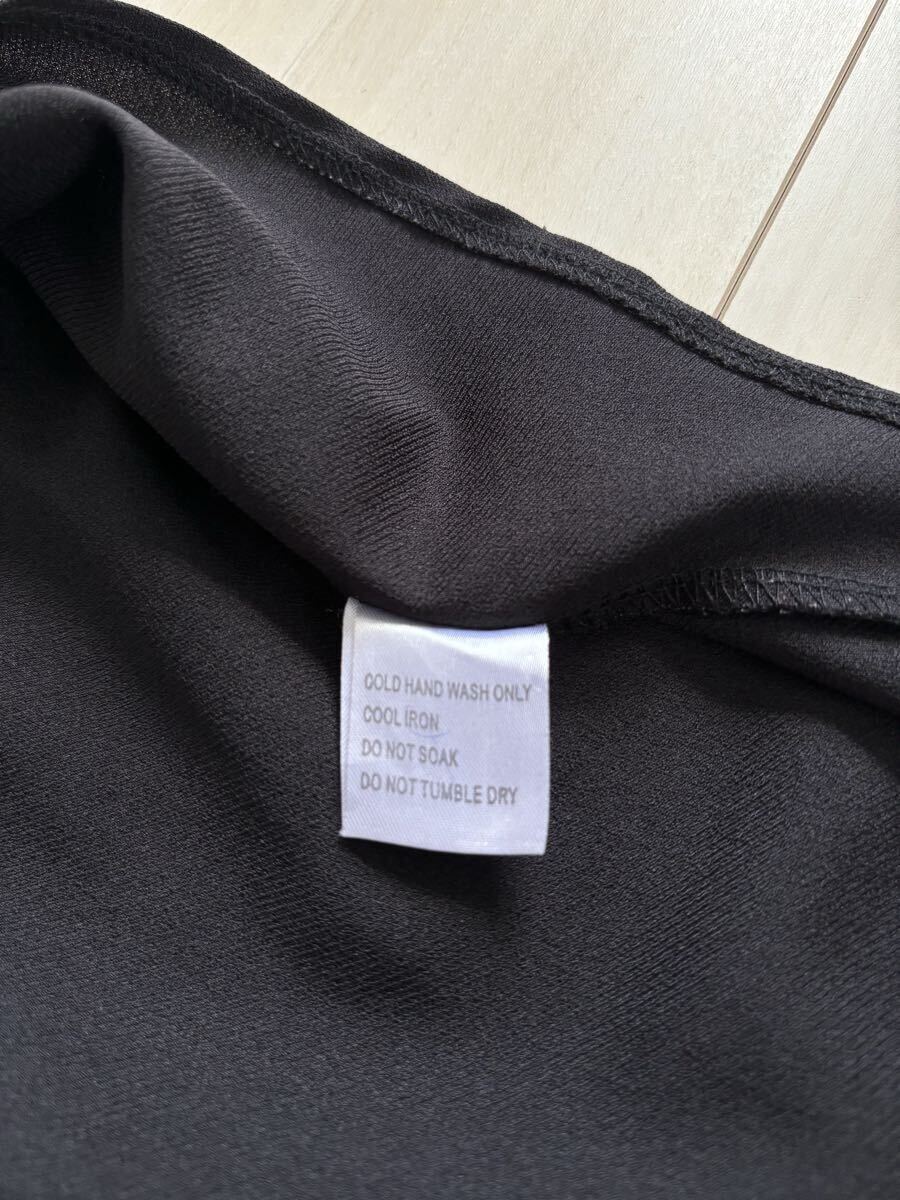 COLD HAND WASH ONLY
COOL IRON
DO NOT SOAK
DO NOT TUMBLE DRY